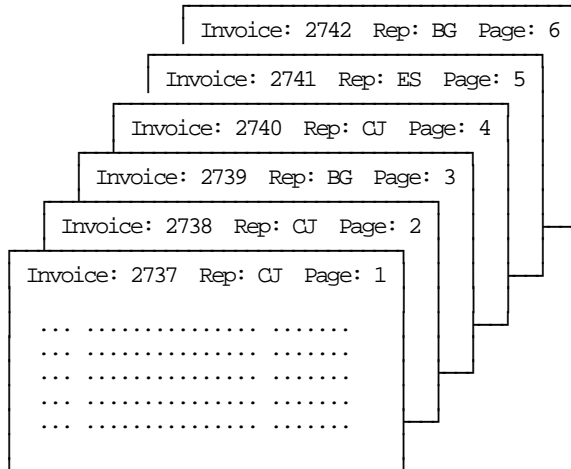 Invoice: 2742 Rep: BG Page: 6
Invoice: 2741 Rep: ES Page: 5
Invoice: 2740 Rep: CJ Page: 4
Invoice: 2739 Rep: BG Page: 3
Invoice: 2738 Rep: CJ Page: 2
Invoice: 2737 Rep: CJ Page: 1
... ............... .......
... ............... .......
... ............... .......
... ............... .......
... ............... .......